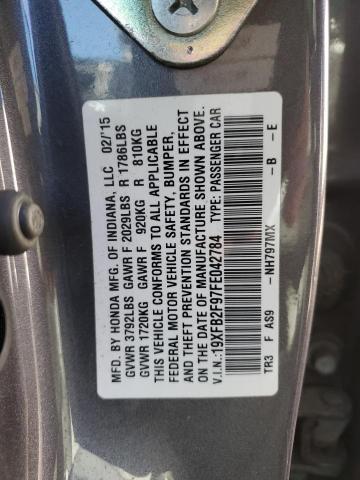 MFD. BY HONDA MFG. OF INDIANA, LLC 02/'15
GVWR 3792LBS GAWR F 2029LBS R 1786LBS
GVWR 1720KG GAWR F 920KG R 810KG
THIS VEHICLE CONFORMS TO ALL APPLICABLE
FEDERAL MOTOR VEHICLE SAFETY, BUMPER,
AND THEFT PREVENTION STANDARDS IN EFFECT
ON THE DATE OF MANUFACTURE SHOWN ABOVE.
V.I.N.:19XFB2F97FE042784 TYPE: PASSENGER CAR
TR3 F AS9 -NH797MX -B -E